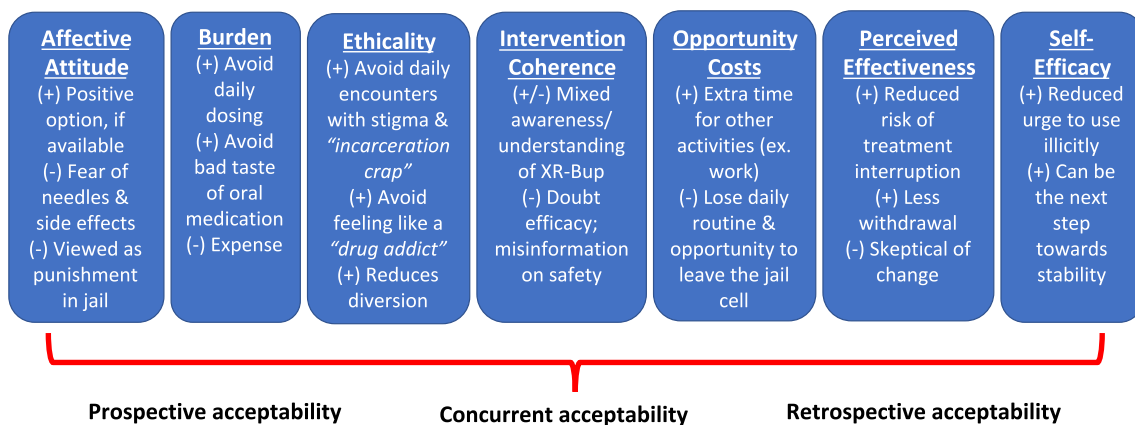 Affective
Attitude
(+) Positive
option, if
available
(-) Fear of
needles &
side effects
(-) Viewed as
punishment
in jail
Burden
(+) Avoid
daily
dosing
(+) Avoid
bad taste
of oral
medication
(-) Expense
Ethicality
(+) Avoid daily
encounters
with stigma &
“incarceration
crap”
(+) Avoid
feeling like a
“drug addict”
(+) Reduces
diversion
Intervention
Coherence
(+/-) Mixed
awareness/
understanding
of XR-Bup
(-) Doubt
efficacy;
misinformation
on safety
Opportunity
Costs
(+) Extra time
for other
activities (ex.
work)
(-) Lose daily
routine &
opportunity to
leave the jail
cell
Perceived
Effectiveness
(+) Reduced
risk of
treatment
interruption
(+) Less
withdrawal
(-) Skeptical of
change
Self-
Efficacy
(+) Reduced
urge to use
illicitly
(+) Can be
the next
step
towards
stability
Prospective acceptability
Concurrent acceptability
Retrospective acceptability